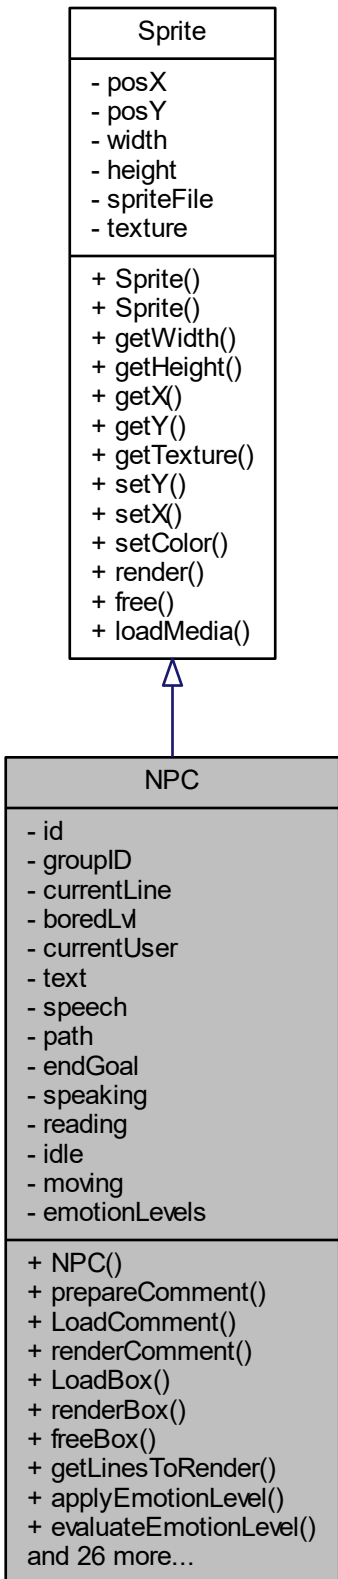 Sprite
- posX
- posY
- width
- height
- spriteFile
- texture
+ Sprite()
+ Sprite()
+ getWidth()
+ getHeight()
+ getX()
+ getY()
+ getTexture()
+ setY()
+ setX()
+ setColor()
+ render()
+ free()
+ loadMedia()
NPC
- id
- groupID
- currentLine
- boredLvl
- currentUser
- text
- speech
- path
- endGoal
- speaking
- reading
- idle
- moving
- emotionLevels
+ NPC()
+ prepareComment()
+ LoadComment()
+ renderComment()
+ LoadBox()
+ renderBox()
+ freeBox()
+ getLinesToRender()
+ applyEmotionLevel()
+ evaluateEmotionLevel()
and 26 more...